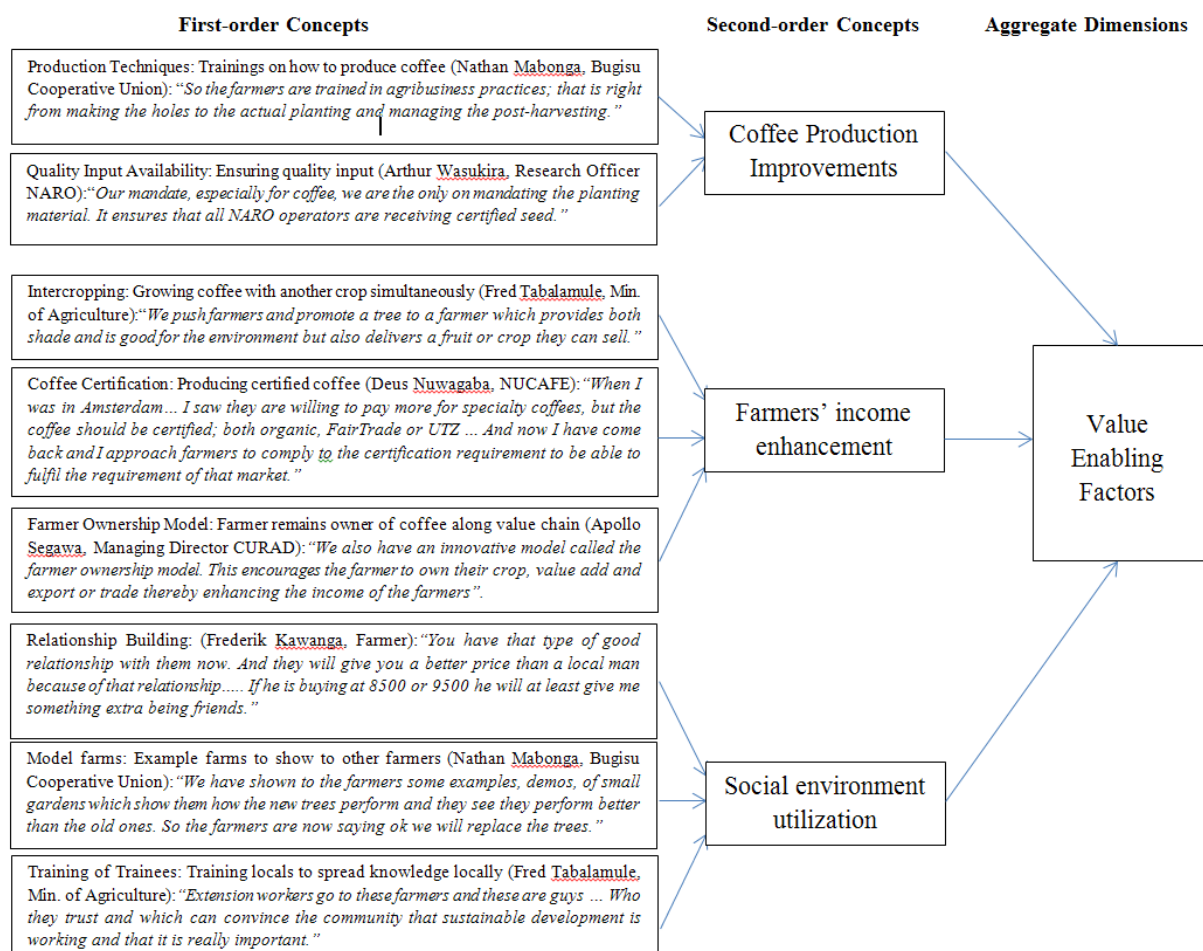 First-order Concepts
Second-order Concepts
Aggregate Dimensions
Production Techniques: Trainings on how to produce coffee (Nathan Mabonga, Bugisu
Cooperative Union): “So the farmers are trained in agribusiness practices; that is right
from making the holes to the actual planting and managing the post-harvesting.”
Quality Input Availability: Ensuring quality input (Arthur Wasukira, Research Officer
NARO):“Our mandate, especially for coffee, we are the only on mandating the planting
material. It ensures that all NARO operators are receiving certified seed.”
Coffee Production
Improvements
Intercropping: Growing coffee with another crop simultaneously (Fred Tabalamule, Min.
of Agriculture):“We push farmers and promote a tree to a farmer which provides both
shade and is good for the environment but also delivers a fruit or crop they can sell.”
Coffee Certification: Producing certified coffee (Deus Nuwagaba, NUCAFE):“When I
was in Amsterdam… I saw they are willing to pay more for specialty coffees, but the
coffee should be certified; both organic, FairTrade or UTZ … And now I have come
back and I approach farmers to comply to the certification requirement to be able to
fulfil the requirement of that market.”
Farmer Ownership Model: Farmer remains owner of coffee along value chain (Apollo
Segawa, Managing Director CURAD):“We also have an innovative model called the
farmer ownership model. This encourages the farmer to own their crop, value add and
export or trade thereby enhancing the income of the farmers”.
Farmers’ income
enhancement
Relationship Building: (Frederik Kawanga, Farmer):“You have that type of good
relationship with them now. And they will give you a better price than a local man
because of that relationship..... If he is buying at 8500 or 9500 he will at least give me
something extra being friends.”
Model farms: Example farms to show to other farmers (Nathan Mabonga, Bugisu
Cooperative Union):“We have shown to the farmers some examples, demos, of small
gardens which show them how the new trees perform and they see they perform better
than the old ones. So the farmers are now saying ok we will replace the trees.”
Training of Trainees: Training locals to spread knowledge locally (Fred Tabalamule,
Min. of Agriculture):“Extension workers go to these farmers and these are guys … Who
they trust and which can convince the community that sustainable development is
working and that it is really important.”
Social environment
utilization
Value
Enabling
Factors